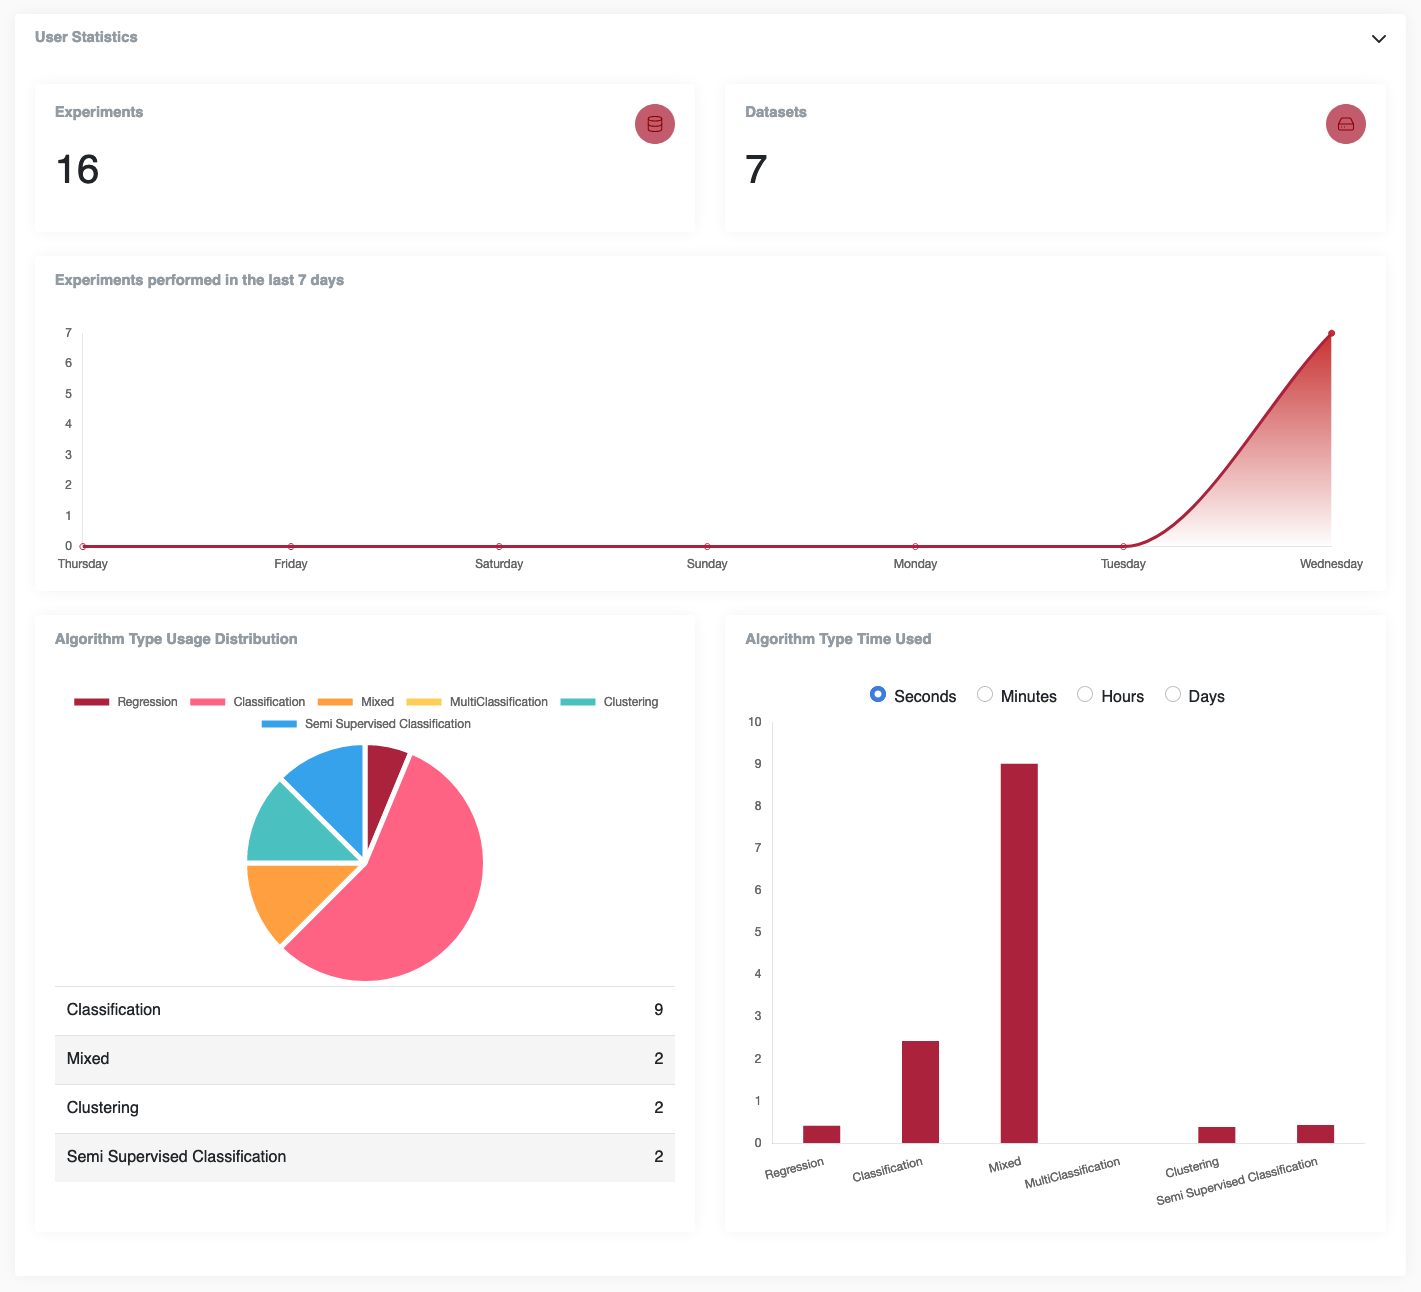 User Statistics
Experiments
16
Datasets
7
Experiments performed in the last 7 days
7
6
5
4
3
2
1
0
Thursday Friday Saturday Sunday Monday Tuesday Wednesday
Algorithm Type Usage Distribution
Regression Classification Mixed MultiClassification Clustering
Semi Supervised Classification
Classification 9
Mixed 2
Clustering 2
Semi Supervised Classification 2
Algorithm Type Time Used
Seconds Minutes Hours Days
10
9
8
7
6
5
4
3
2
1
0
Regression Classification Mixed MultiClassification Clustering Semi Supervised Classification